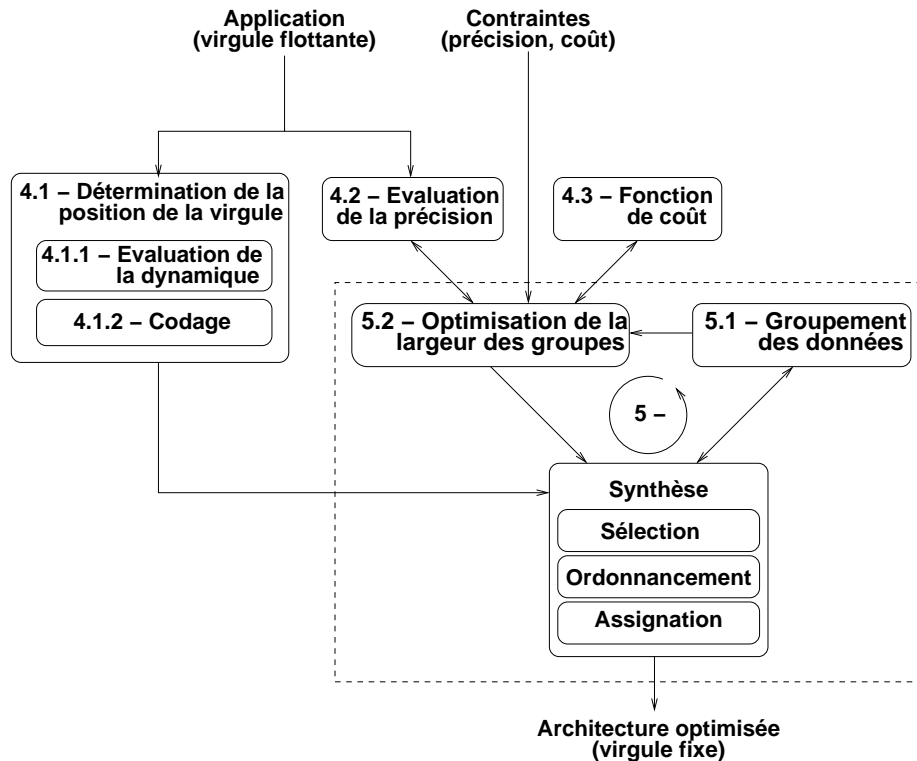 Application
(virgule flottante)
Contraintes
(précision, coût)
4.1 – Détermination de la
position de la virgule
4.1.1 – Evaluation de
la dynamique
4.1.2 – Codage
4.2 – Evaluation
de la précision
4.3 – Fonction
de coût
5.2 – Optimisation de la
largeur des groupes
5.1 – Groupement
des données
5 –
Synthèse
Sélection
Ordonnancement
Assignation
Architecture optimisée
(virgule fixe)